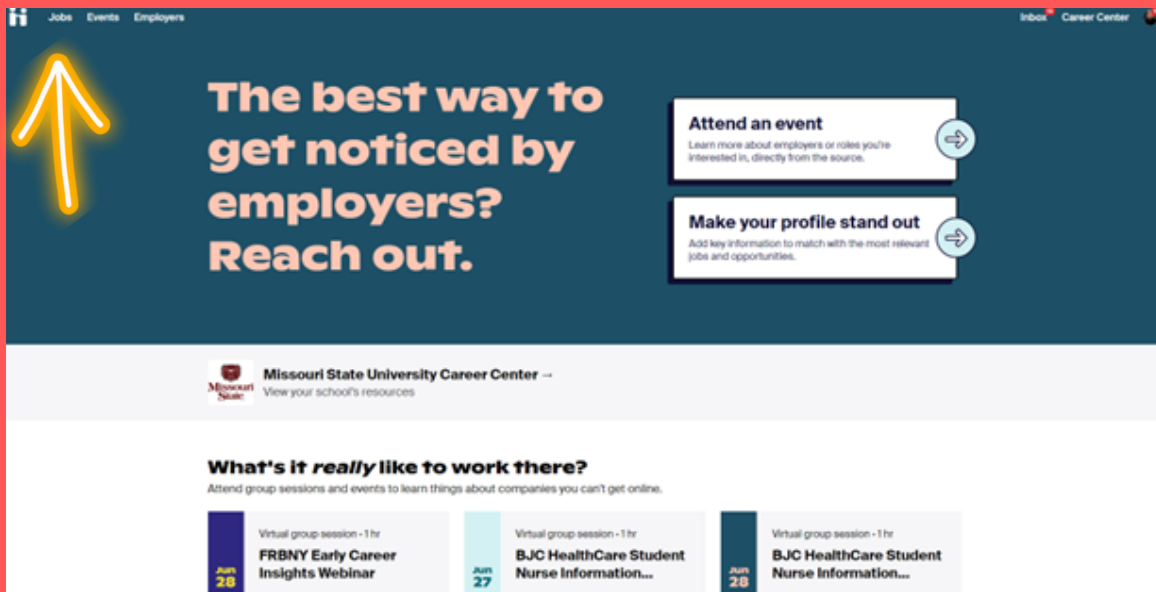 Jobs Events Employers
Inbox Career Center
The best way to
get noticed by
employers?
Reach out.
Attend an event
Learn more about employers or roles you're
interested in, directly from the source.
Make your profile stand out
Add key information to match with the most relevant
jobs and opportunities.
Missouri
State
Missouri State University Career Center →
View your school's resources
What's it really like to work there?
Attend group sessions and events to learn things about companies you can't get online.
Jun
28
Virtual group session - 1 hr
FRBNY Early Career
Insights Webinar
Jun
27
Virtual group session - 1 hr
BJC HealthCare Student
Nurse Information...
Jun
28
Virtual group session - 1 hr
BJC HealthCare Student
Nurse Information...